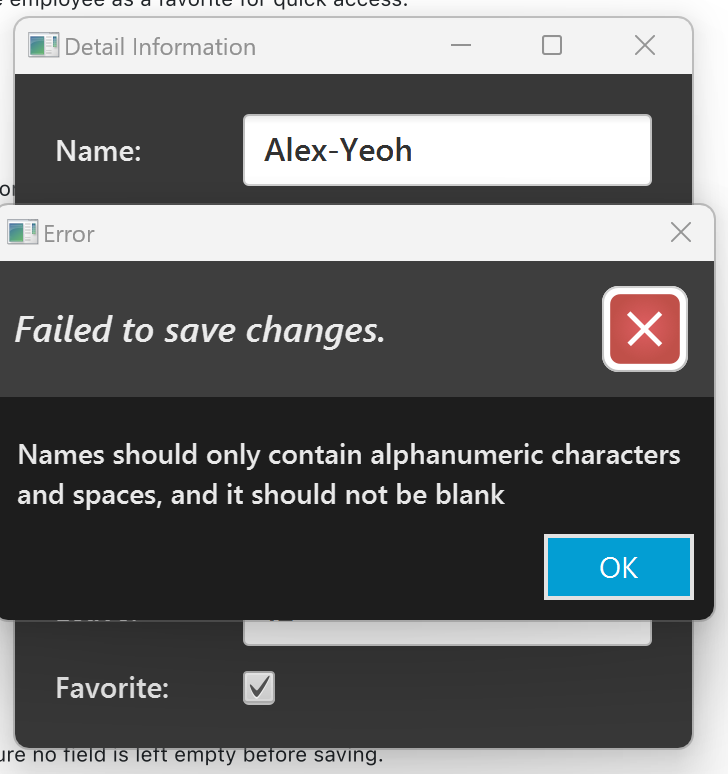 employee as a favorite for quick access.
Detail Information
Name:
Alex-Yeoh
Error
Failed to save changes.
Names should only contain alphanumeric characters
and spaces, and it should not be blank
OK
Favorite:
no field is left empty before saving.